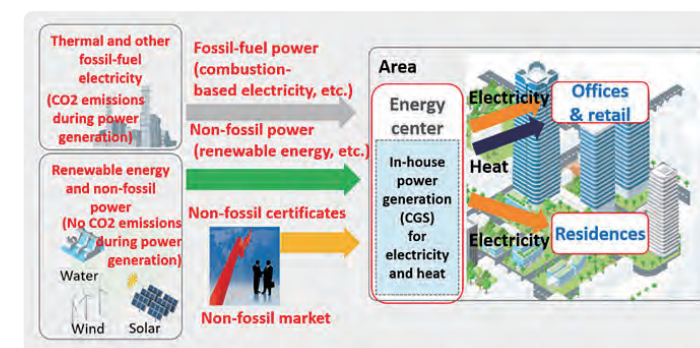 Thermal and other
fossil-fuel
electricity
(CO2 emissions
during power
generation)
Renewable energy
and non-fossil
power
(No CO2 emissions
during power
generation)
Water
Wind
Solar
Fossil-fuel power
(combustion-
based electricity, etc.)
Non-fossil power
(renewable energy, etc.)
Non-fossil certificates
Non-fossil market
Area
Energy
center
In-house
power
generation
(CGS)
for
electricity
and heat
Electricity
Heat
Electricity
Offices
& retail
Residences